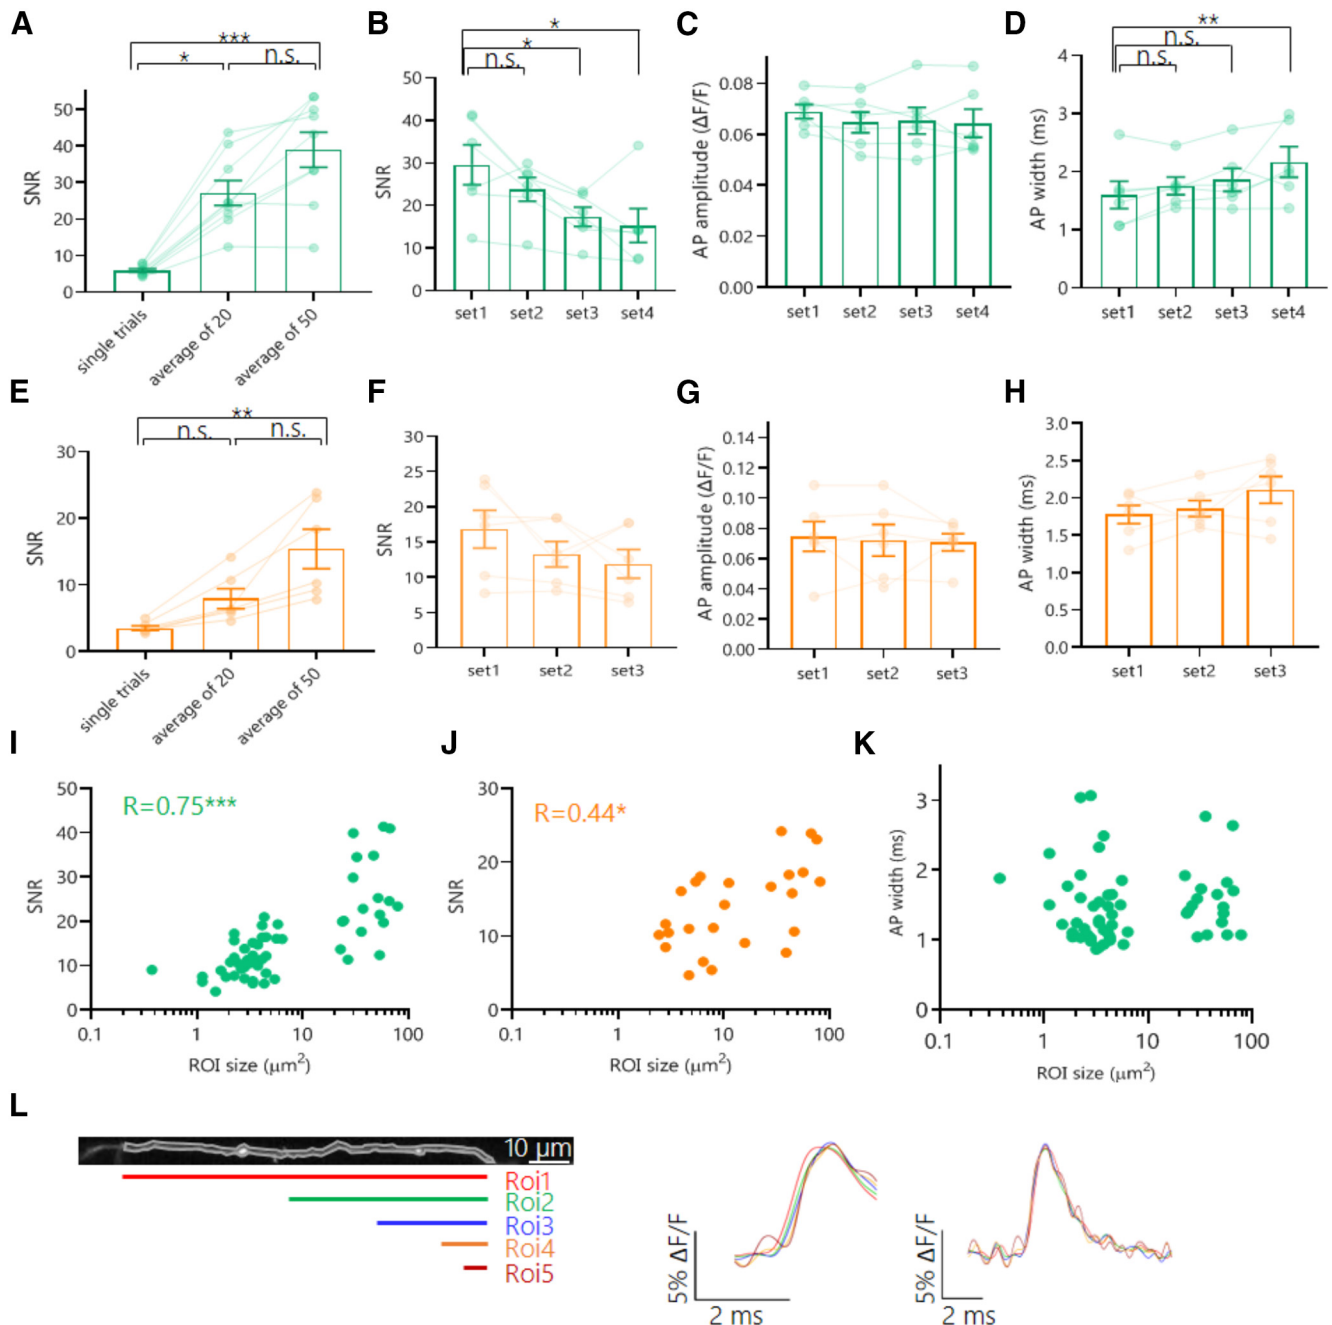 A
B
C
D
***
*
n.s.
SNR
50
40
30
20
10
0
single trials
average of 20
average of 50
*
*
n.s.
SNR
50
40
30
20
10
0
set1 set2 set3 set4
AP amplitude (ΔF/F)
0.08
0.06
0.04
0.02
0.00
set1 set2 set3 set4
**
n.s.
n.s.
AP width (ms)
4
3
2
1
0
set1 set2 set3 set4
E
F
G
H
**
n.s. n.s.
SNR
30
20
10
0
single trials
average of 20
average of 50
SNR
30
25
20
15
10
5
0
set1 set2 set3
AP amplitude (ΔF/F)
0.14
0.12
0.10
0.08
0.06
0.04
0.02
0.00
set1 set2 set3
AP width (ms)
3.0
2.5
2.0
1.5
1.0
0.5
0.0
set1 set2 set3
I
J
K
R=0.75***
SNR
50
40
30
20
10
0
0.1 1 10 100
ROI size (μm²)
R=0.44*
SNR
30
20
10
0
0.1 1 10 100
ROI size (μm²)
AP width (ms)
3
2
1
0
0.1 1 10 100
ROI size (μm²)
L
10 μm
Roi1
Roi2
Roi3
Roi4
Roi5
5% ΔF/F
2 ms
5% ΔF/F
2 ms